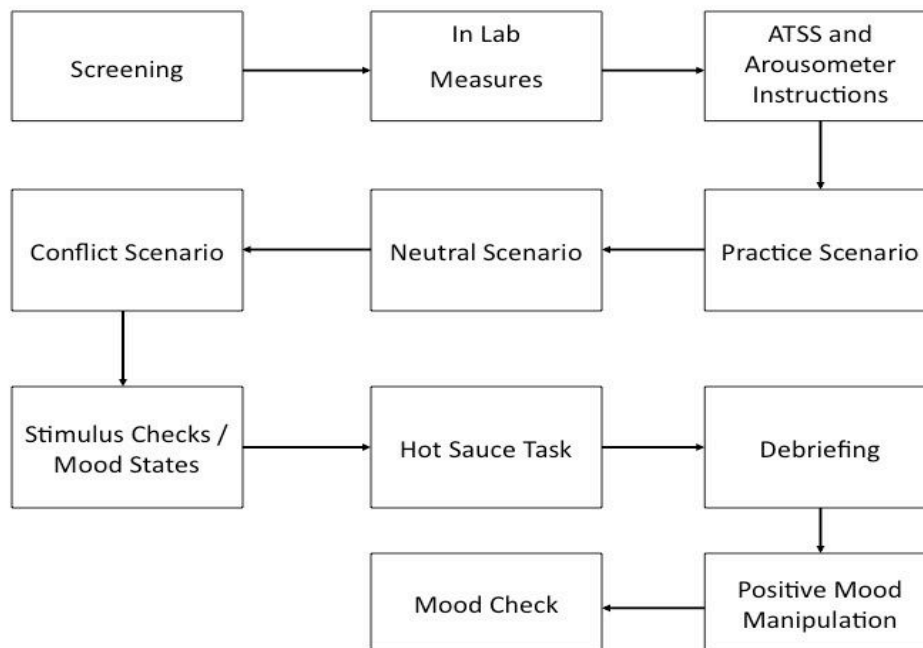 Screening
In Lab
Measures
ATSS and
Arousometer
Instructions
Conflict Scenario
Neutral Scenario
Practice Scenario
Stimulus Checks /
Mood States
Hot Sauce Task
Debriefing
Mood Check
Positive Mood
Manipulation